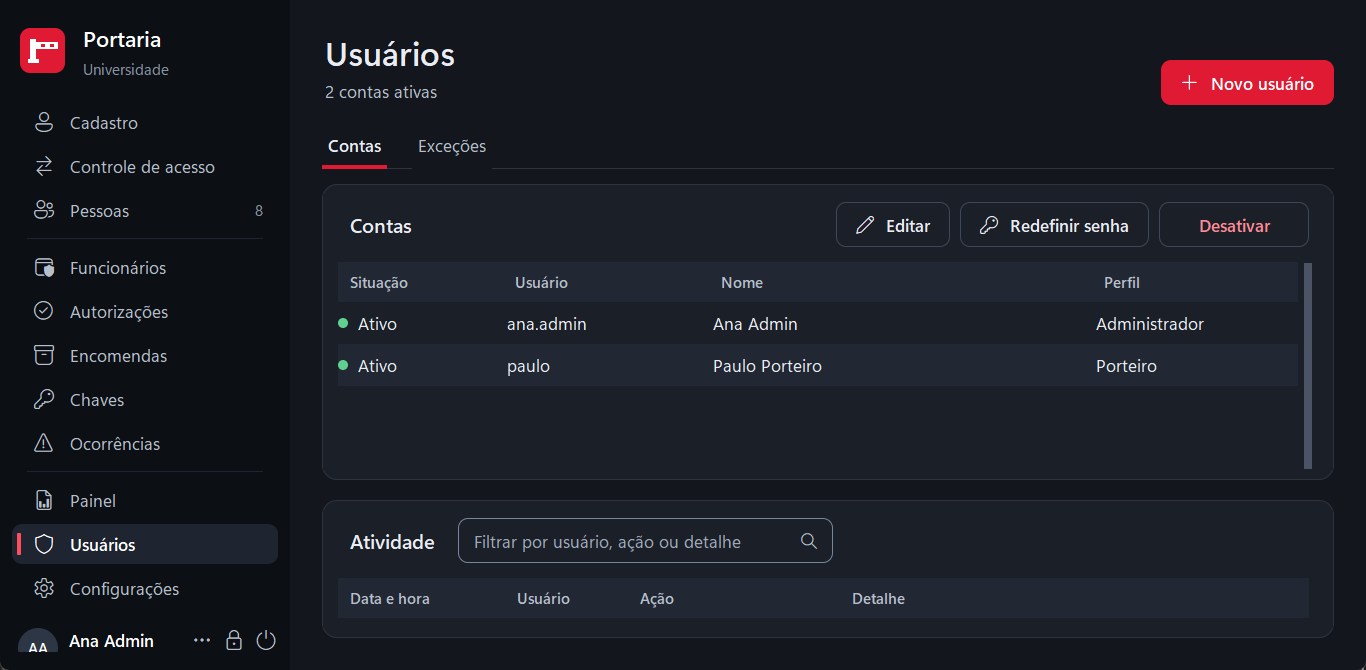 Portaria
Universidade
Cadastro
Controle de acesso
Pessoas 8
Funcionários
Autorizações
Encomendas
Chaves
Ocorrências
Painel
Usuários
Configurações
AA Ana Admin
Usuários
2 contas ativas
Novo usuário
Contas Exceções
Contas Editar Redefinir senha Desativar
Situação Usuário Nome Perfil
Ativo ana.admin Ana Admin Administrador
Ativo paulo Paulo Porteiro Porteiro
Atividade Filtrar por usuário, ação ou detalhe
Data e hora Usuário Ação Detalhe